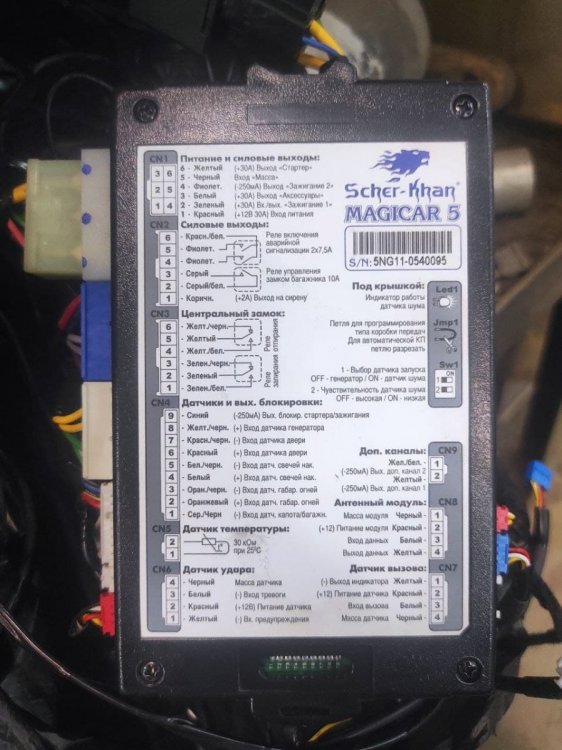 CN1 Питание и силовые выходы:
3 6 6 - Желтый (+30А) Выход «Стартер»
5 - Черный Вход «Масса»
2 5 4 - Фиолет. (-250мА) Выход «Зажигание 2»
3 - Белый (+30А) Выход «Аксессуары»
1 4 2 - Зеленый (+30А) Вх./вых. «Зажигание 1»
1 - Красный (+12В 30А) Вход питания
CN2 Силовые выходы:
6 - Красн./бел.
5 - Фиолет.
4 - Фиолет.
Реле включения
аварийной
сигнализации 2x7,5А
3 - Серый
2 - Серый/бел.
Реле управления
замком багажника 10А
1 - Коричн. (+2А) Выход на сирену
CN3 Центральный замок:
6 - Желт./черн.
5 - Желтый
4 - Желт./бел.
Реле
отпирания
3 - Зелен./черн.
2 - Зеленый
1 - Зелен./бел.
Реле
запирания
CN4 Датчики и вых. блокировки:
9 - Синий (-250мА) Вых. блокир. стартера/зажигания
8 - Желт./черн. (+) Вход датчика генератора
7 - Красн./черн. (-) Вход датчика двери
6 - Красный (+) Вход датчика двери
5 - Бел./черн. (-) Вход датч. свечей нак.
4 - Белый (+) Вход датч. свечей нак.
3 - Оран./черн. (-) Вход датч. габар. огней
2 - Оранжевый (+) Вход датч. габар. огней
1 - Сер./Черн (-) Вход датч. капота/багажн.
CN5 Датчик температуры:
2
1
30 кОм
при 25°С
CN6 Датчик удара:
4 - Черный Масса датчика
3 - Белый (-) Вход тревоги
2 - Красный (+12В) Питание датчика
1 - Желтый (-) Вх. предупреждения
Scher-Khan
MAGICAR 5
S/N: 5NG11-0540095
Под крышкой: Led1
Индикатор работы
датчика шума
Jmp1
Петля для программирования
типа коробки передач
Для автоматической КП
петлю разрезать
Sw1
ON
1
2
1 - Выбор датчика запуска
OFF - генератор / ON - датчик шума
2 - Чувствительность датчика шума
OFF - высокая / ON - низкая
Доп. каналы: CN9
Жел./бел. - 1
(-250мА) Вых. доп. канал 2
Желтый - 2
(-250мА) Вых. доп. канал 1
Антенный модуль: CN8
Масса модуля Черный - 1
(+12) Питание модуля Красный - 2
Вход данных Белый - 3
Выход данных Желтый - 4
Датчик вызова: CN7
(-) Выход индикатора Желтый - 1
(+12) Питание датчика Красный - 2
Вход вызова Белый - 3
Масса датчика Черный - 4